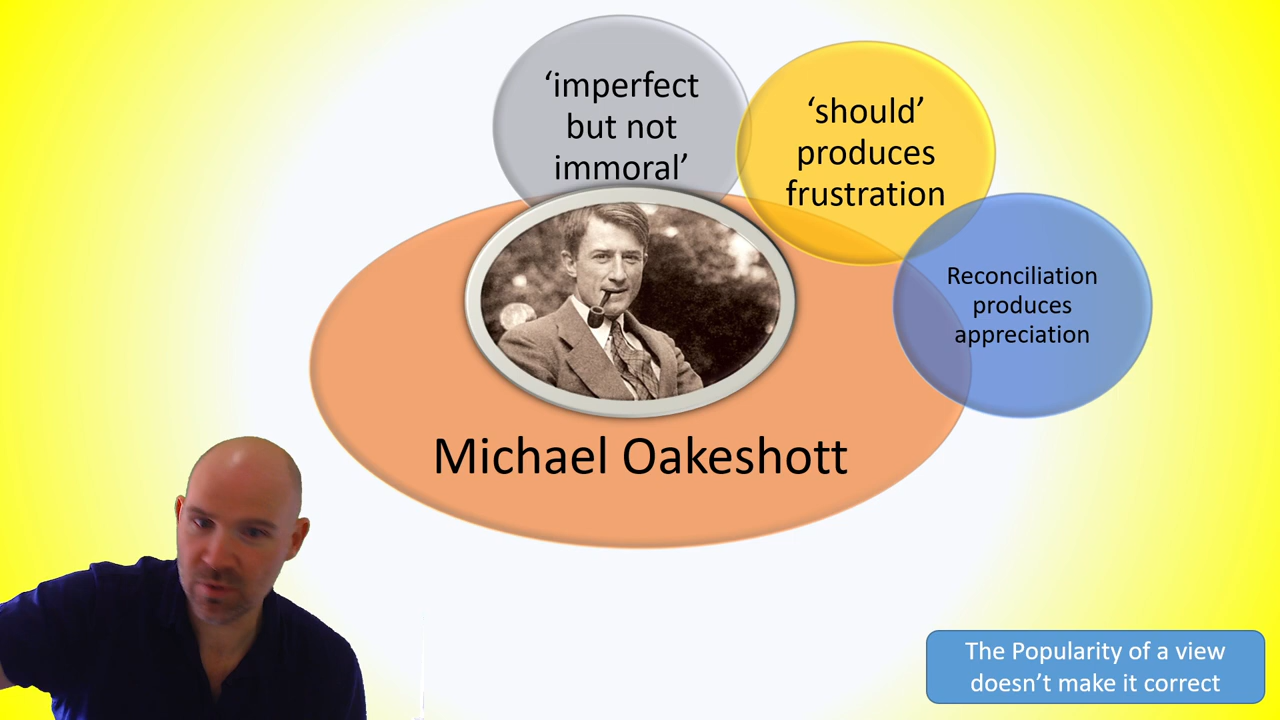 ‘imperfect
but not
immoral’
‘should’
produces
frustration
Reconciliation
produces
appreciation
Michael Oakeshott
The Popularity of a view
doesn’t make it correct